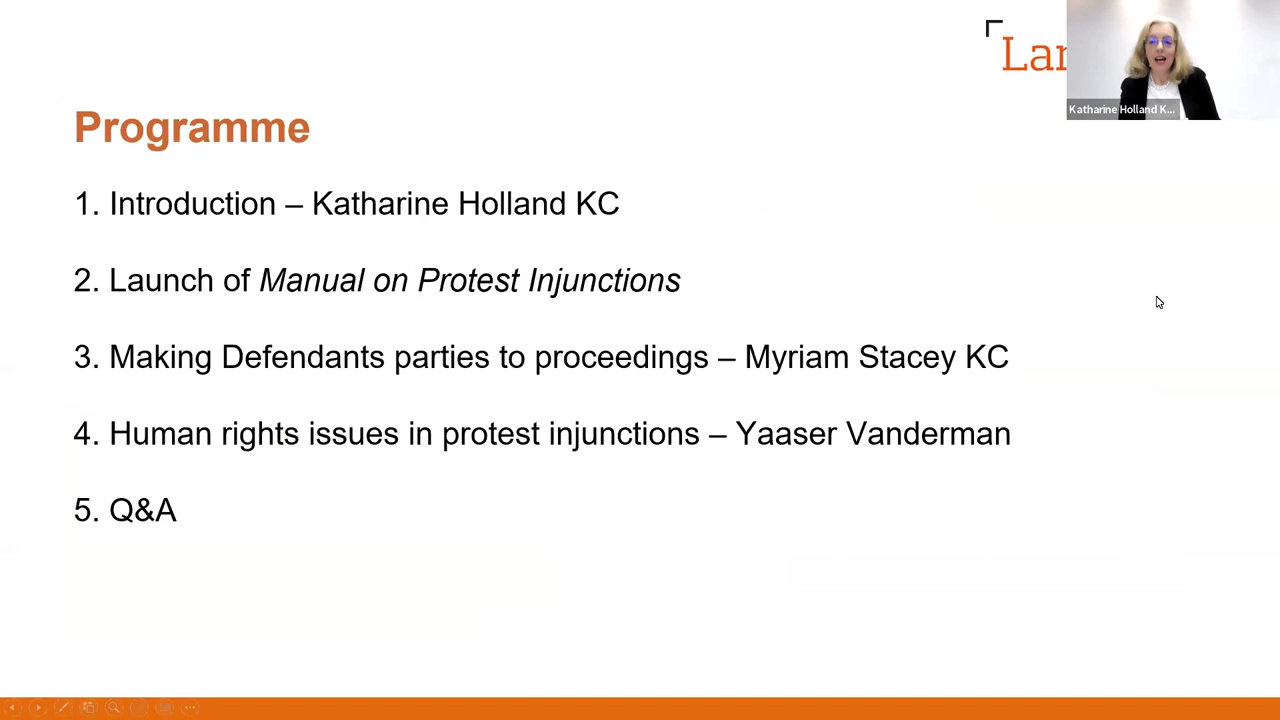 Lan
Katharine Holland K...
Programme
1. Introduction – Katharine Holland KC
2. Launch of Manual on Protest Injunctions
3. Making Defendants parties to proceedings – Myriam Stacey KC
4. Human rights issues in protest injunctions – Yaaser Vanderman
5. Q&A